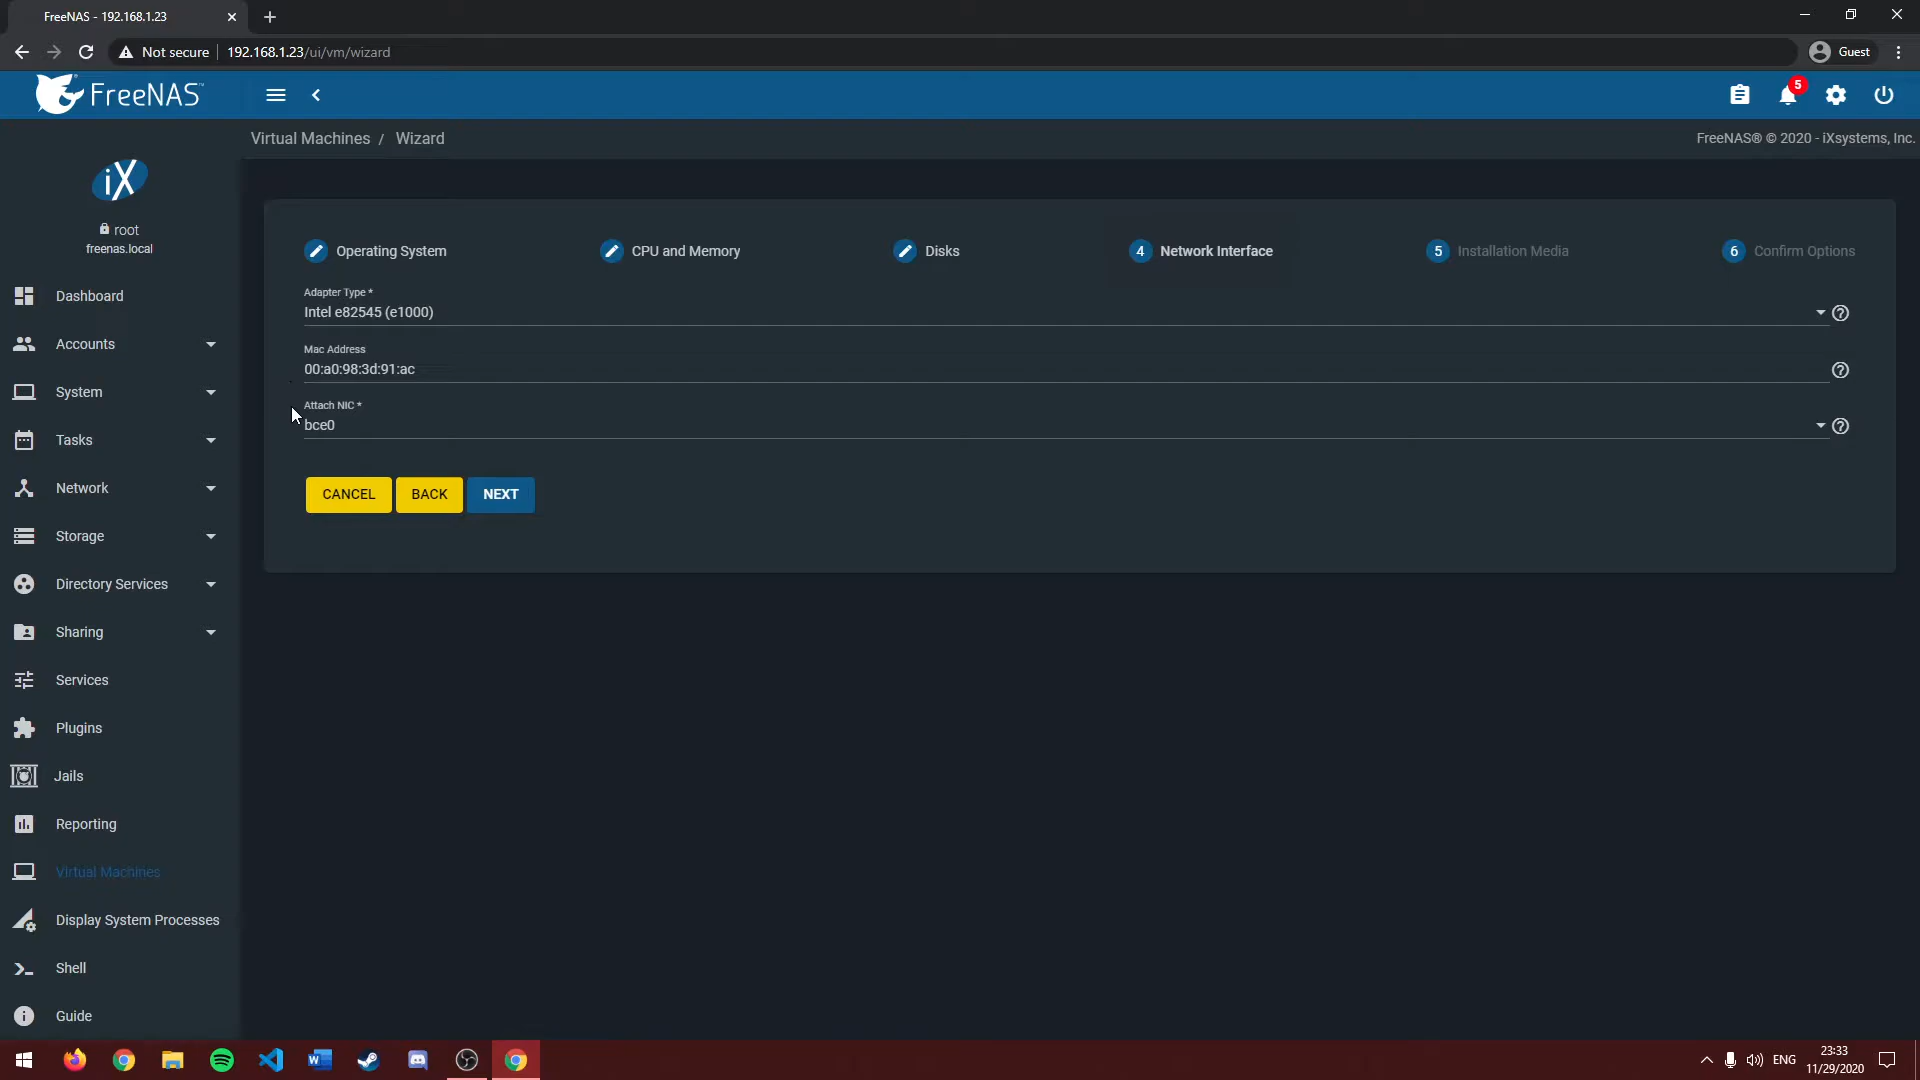 FreeNAS - 192.168.1.23
Not secure
192.168.1.23/ui/vm/wizard
Guest
FreeNAS™
5
Virtual Machines / Wizard
FreeNAS® © 2020 - iXsystems, Inc.
iX
root
freenas.local
Dashboard
Accounts
System
Tasks
Network
Storage
Directory Services
Sharing
Services
Plugins
Jails
Reporting
Virtual Machines
Display System Processes
Shell
Guide
Operating System
CPU and Memory
Disks
4 Network Interface
5 Installation Media
6 Confirm Options
Adapter Type *
Intel e82545 (e1000)
Mac Address
00:a0:98:3d:91:ac
Attach NIC *
bce0
CANCEL BACK NEXT
ENG
23:33
11/29/2020